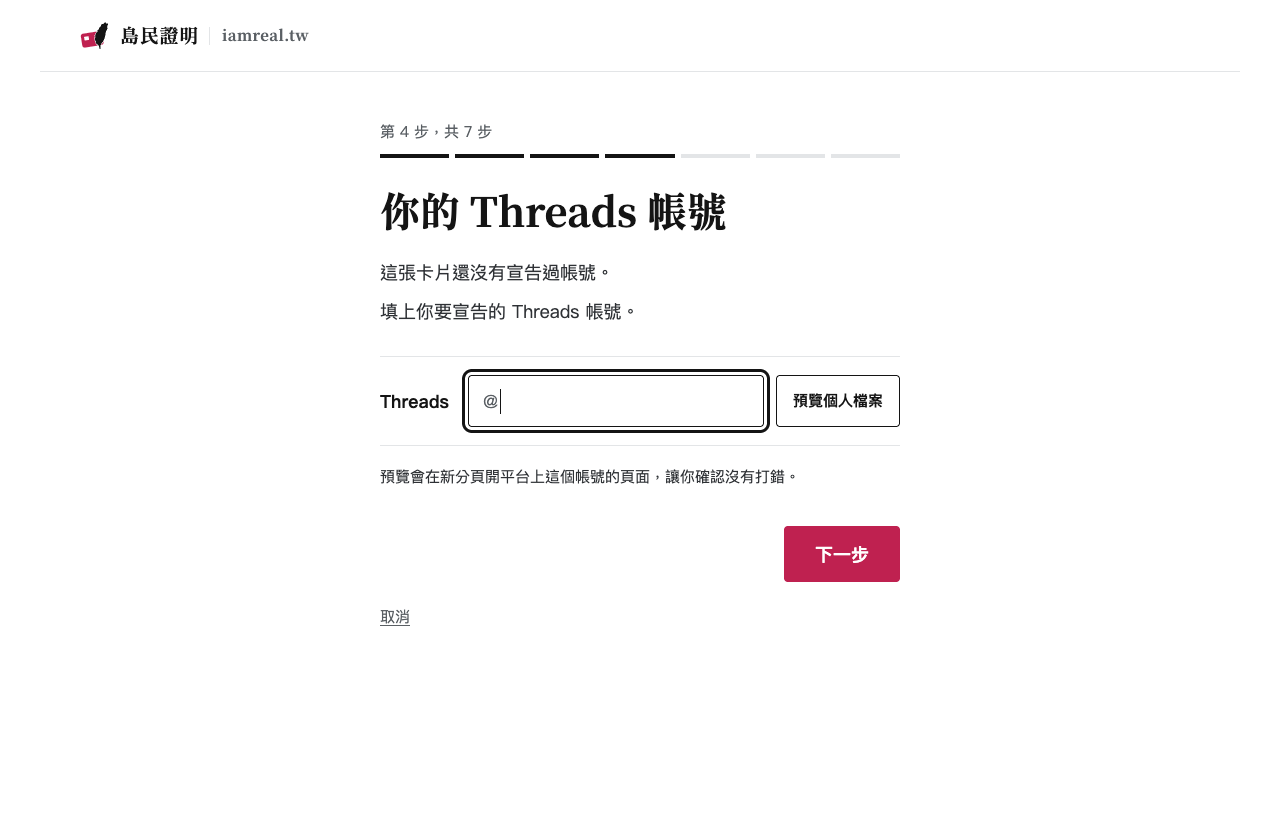 島民證明 iamreal.tw
第 4 步，共 7 步
你的 Threads 帳號
這張卡片還沒有宣告過帳號。
填上你要宣告的 Threads 帳號。
Threads @ 預覽個人檔案
預覽會在新分頁開平台上這個帳號的頁面，讓你確認沒有打錯。
下一步
取消